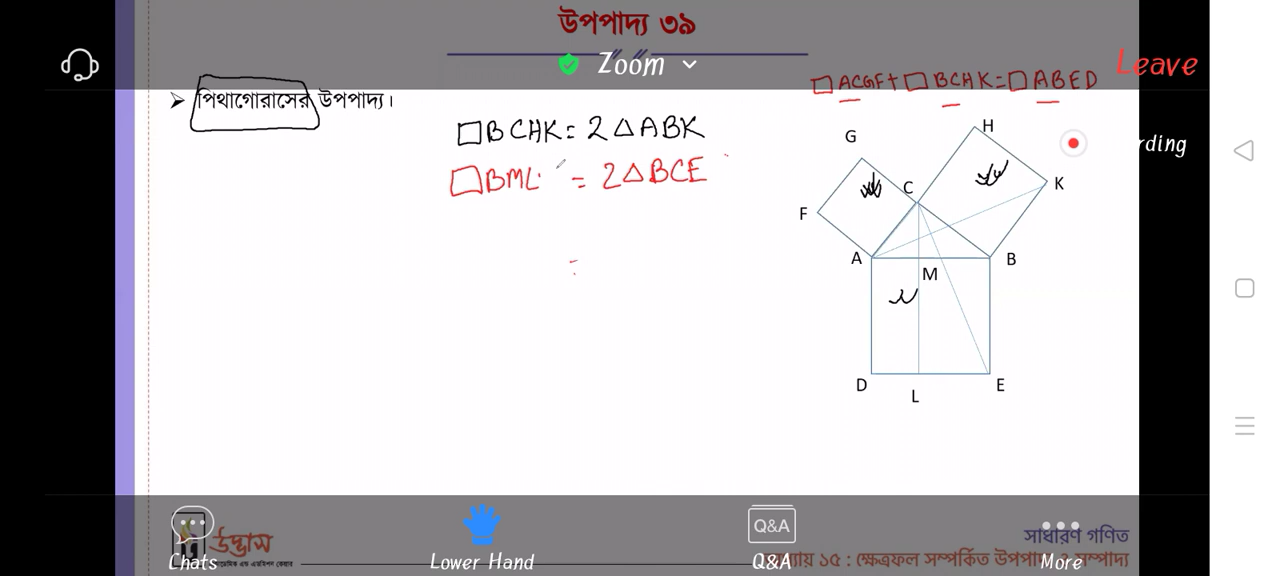 উপপাদ্য ৩৯
Zoom
Leave
□ACGF+□BCHK=□ABED
➤ পিথাগোরাসের উপপাদ্য।
□BCHK=2△ABK
□BML = 2△BCE
=
rding
G
H
C
K
F
A
M
B
D
L
E
উদ্ভাস
Chats
Lower Hand
Q&A
Q&A
More
সাধারণ গণিত
১৫ : ক্ষেত্রফল সম্পর্কিত উপপাদ্য সম্পাদ্য